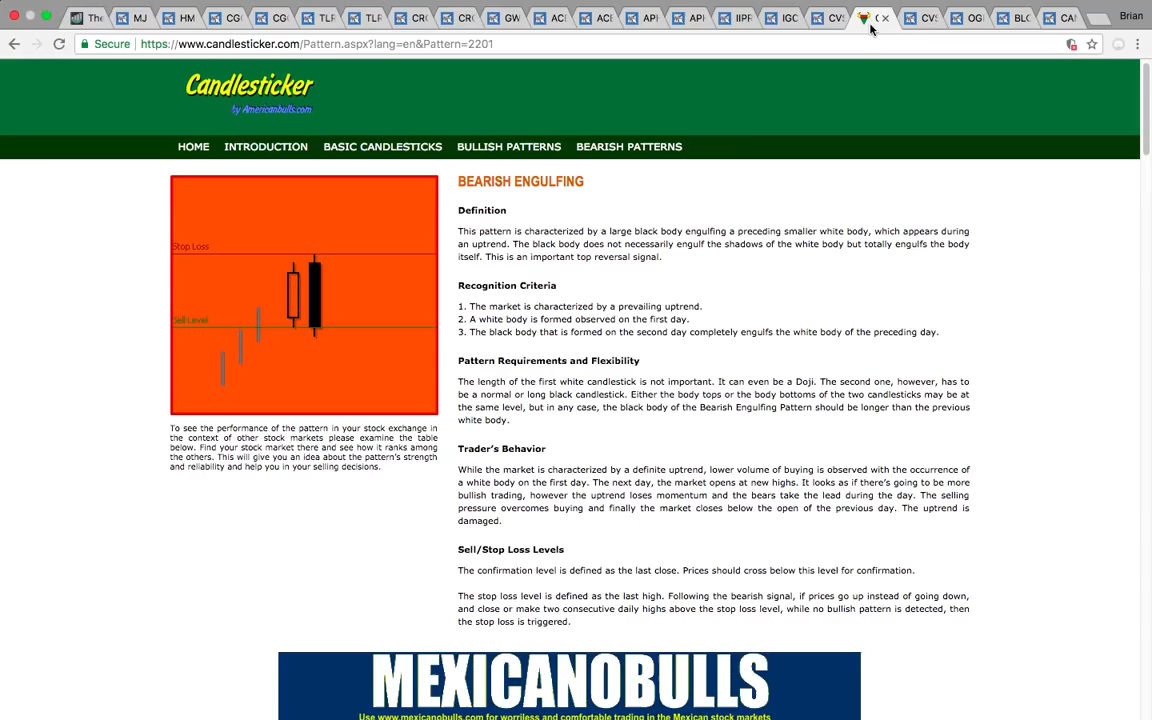 The MJ HM CG CG TLR TLR CR CR GW ACE ACE API API IIPR IGC CVS C CVS OG BLO CAN Brian
Secure https://www.candlesticker.com/Pattern.aspx?lang=en&Pattern=2201
Candlesticker
by Americanbulls.com
HOME INTRODUCTION BASIC CANDLESTICKS BULLISH PATTERNS BEARISH PATTERNS
Stop Loss
Sell Level
To see the performance of the pattern in your stock exchange in
the context of other stock markets please examine the table
below. Find your stock market there and see how it ranks among
the others. This will give you an idea about the pattern's strength
and reliability and help you in your selling decisions.
BEARISH ENGULFING
Definition
This pattern is characterized by a large black body engulfing a preceding smaller white body, which appears during
an uptrend. The black body does not necessarily engulf the shadows of the white body but totally engulfs the body
itself. This is an important top reversal signal.
Recognition Criteria
1. The market is characterized by a prevailing uptrend.
2. A white body is formed observed on the first day.
3. The black body that is formed on the second day completely engulfs the white body of the preceding day.
Pattern Requirements and Flexibility
The length of the first white candlestick is not important. It can even be a Doji. The second one, however, has to
be a normal or long black candlestick. Either the body tops or the body bottoms of the two candlesticks may be at
the same level, but in any case, the black body of the Bearish Engulfing Pattern should be longer than the previous
white body.
Trader's Behavior
While the market is characterized by a definite uptrend, lower volume of buying is observed with the occurrence of
a white body on the first day. The next day, the market opens at new highs. It looks as if there's going to be more
bullish trading, however the uptrend loses momentum and the bears take the lead during the day. The selling
pressure overcomes buying and finally the market closes below the open of the previous day. The uptrend is
damaged.
Sell/Stop Loss Levels
The confirmation level is defined as the last close. Prices should cross below this level for confirmation.
The stop loss level is defined as the last high. Following the bearish signal, if prices go up instead of going down,
and close or make two consecutive daily highs above the stop loss level, while no bullish pattern is detected, then
the stop loss is triggered.
MEXICANOBULLS
Use www.mexicanobulls.com for worriless and comfortable trading in the Mexican stock markets